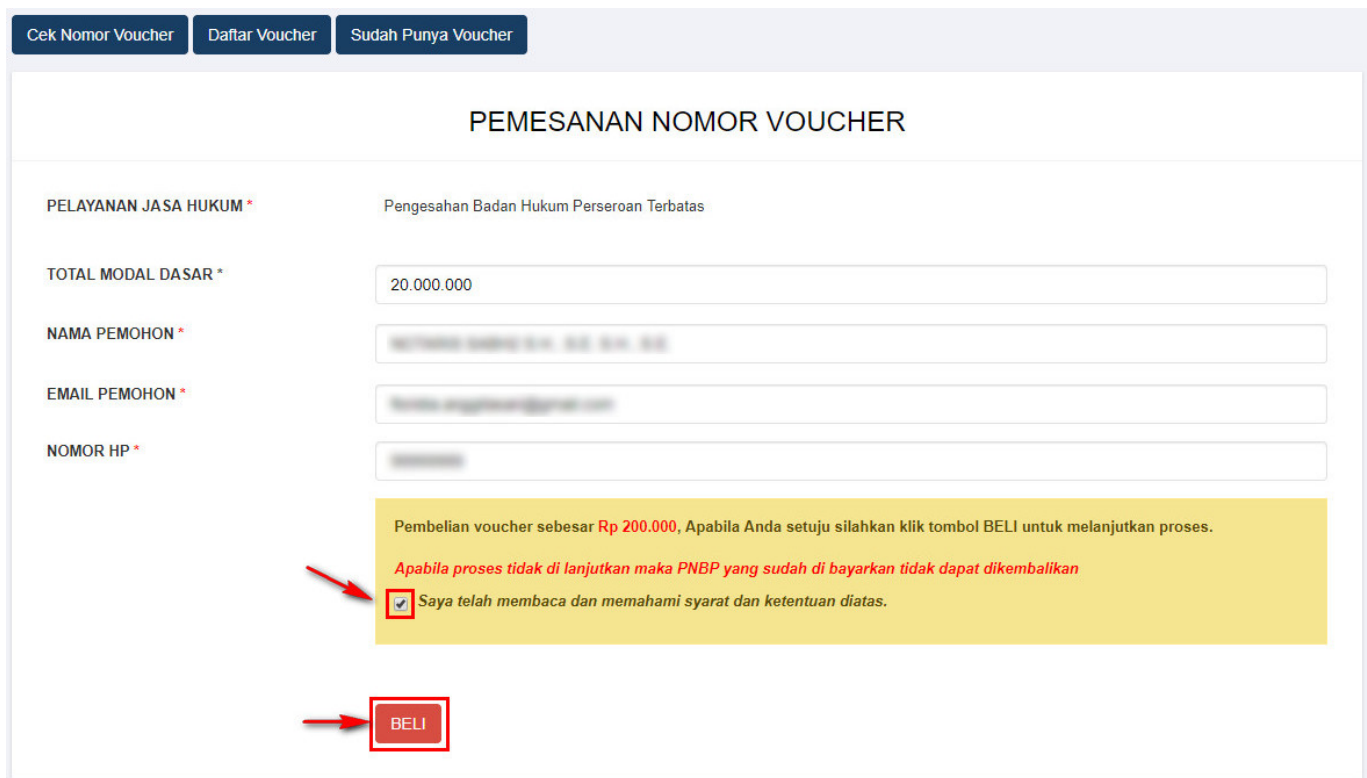 Cek Nomor Voucher Daftar Voucher Sudah Punya Voucher
PEMESANAN NOMOR VOUCHER
PELAYANAN JASA HUKUM * Pengesahan Badan Hukum Perseroan Terbatas
TOTAL MODAL DASAR * 20.000.000
NAMA PEMOHON *
EMAIL PEMOHON *
NOMOR HP *
Pembelian voucher sebesar Rp 200.000, Apabila Anda setuju silahkan klik tombol BELI untuk melanjutkan proses.
Apabila proses tidak di lanjutkan maka PNBP yang sudah di bayarkan tidak dapat dikembalikan
Saya telah membaca dan memahami syarat dan ketentuan diatas.
BELI